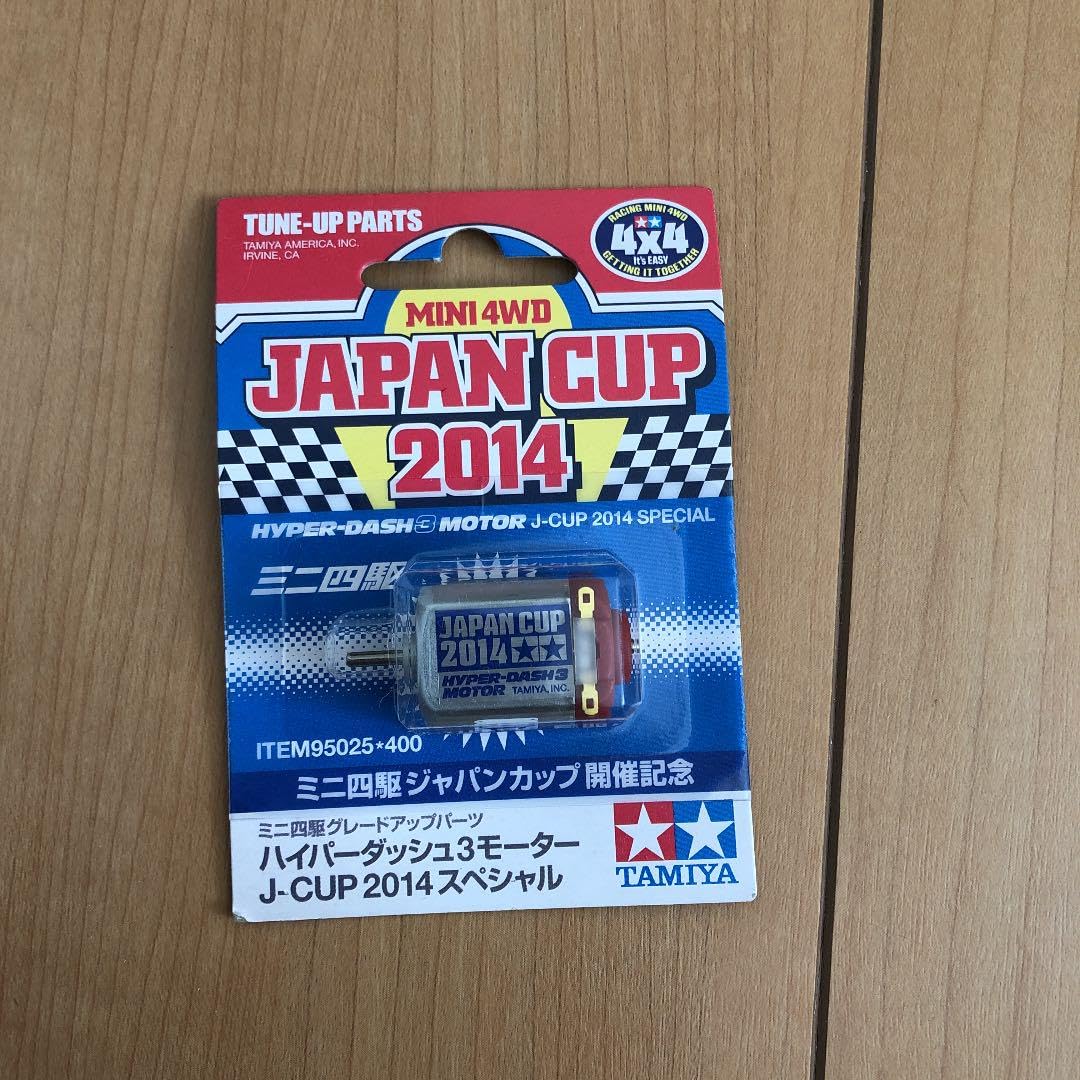 TUNE-UP PARTS
TAMIYA AMERICA, INC.
IRVINE, CA
RACING MINI 4WD
4x4
It's EASY
GETTING IT TOGETHER
MINI 4WD
JAPAN CUP
2014
HYPER-DASH3 MOTOR J-CUP 2014 SPECIAL
ミニ四駆
JAPAN CUP
2014
HYPER-DASH3
MOTOR TAMIYA, INC.
ITEM95025*400
ミニ四駆 ジャパンカップ 開催記念
ミニ四駆グレードアップパーツ
ハイパーダッシュ3モーター
J-CUP 2014 スペシャル
TAMIYA